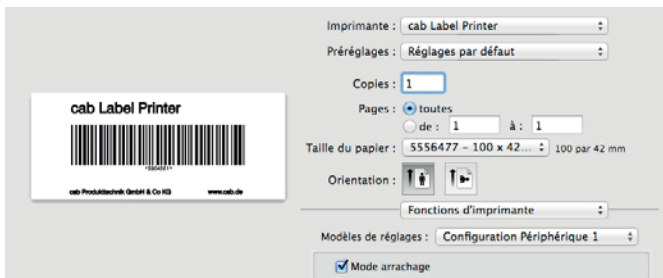 cab Label Printer
*5554501*
cab Produkttechnik GmbH & Co KG www.cab.de
Imprimante : cab Label Printer
Préréglages : Réglages par défaut
Copies : 1
Pages : toutes
de : 1 à : 1
Taille du papier : 5556477 – 100 x 42... 100 par 42 mm
Orientation :
Fonctions d'imprimante
Modèles de réglages : Configuration Périphérique 1
Mode arrachage